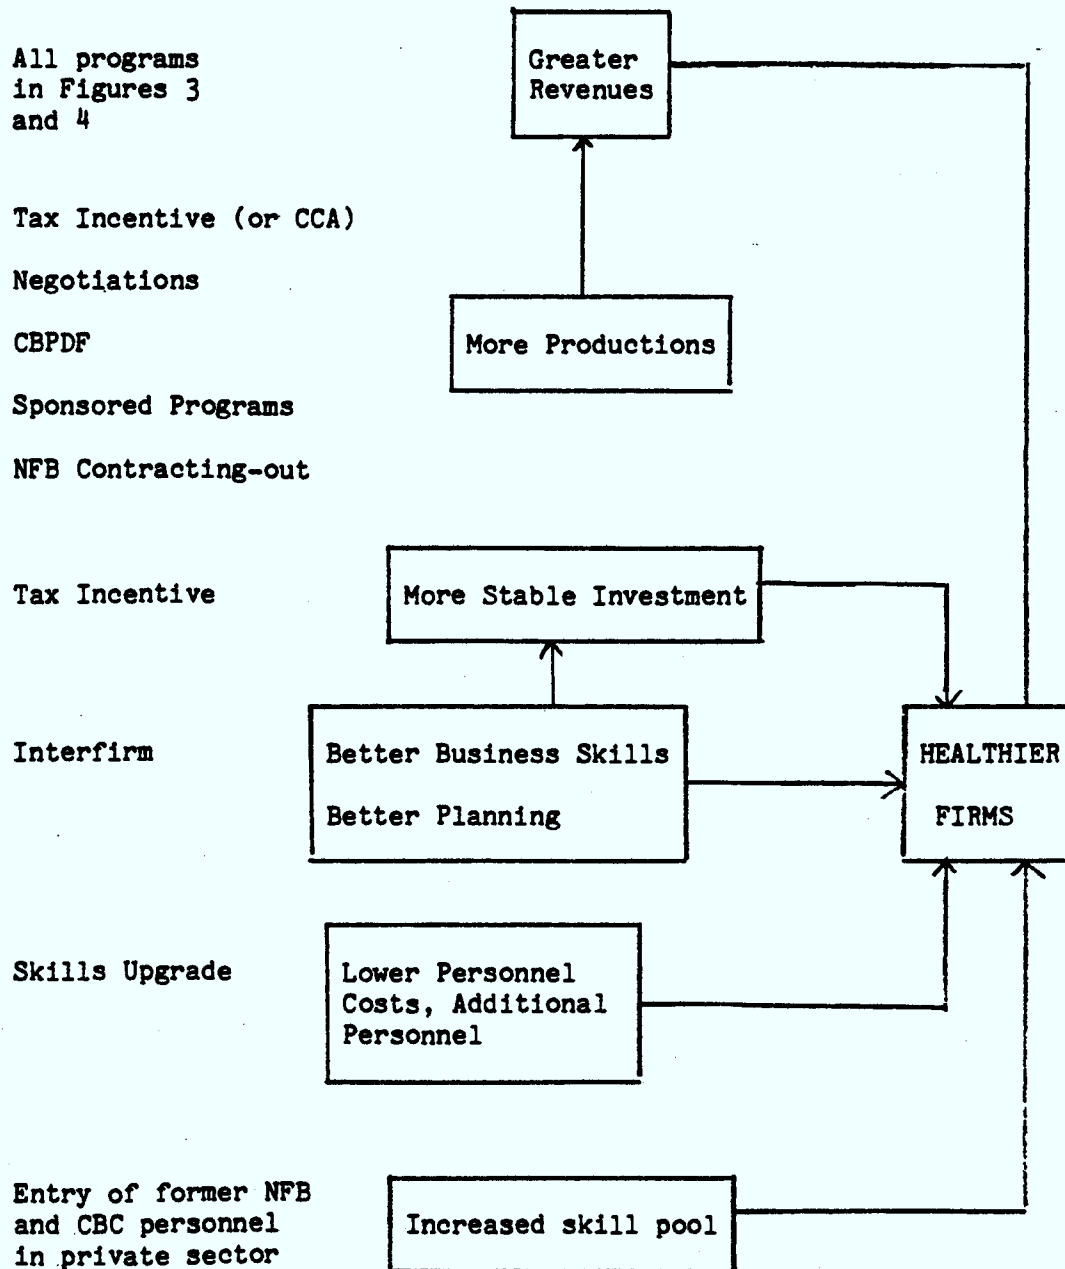 All programs
in Figures 3
and 4
Greater
Revenues
Tax Incentive (or CCA)
Negotiations
CBPDF
More Productions
Sponsored Programs
NFB Contracting-out
Tax Incentive
More Stable Investment
Interfirm
Better Business Skills
Better Planning
HEALTHIER
FIRMS
Skills Upgrade
Lower Personnel
Costs, Additional
Personnel
Entry of former NFB
and CBC personnel
in private sector
Increased skill pool